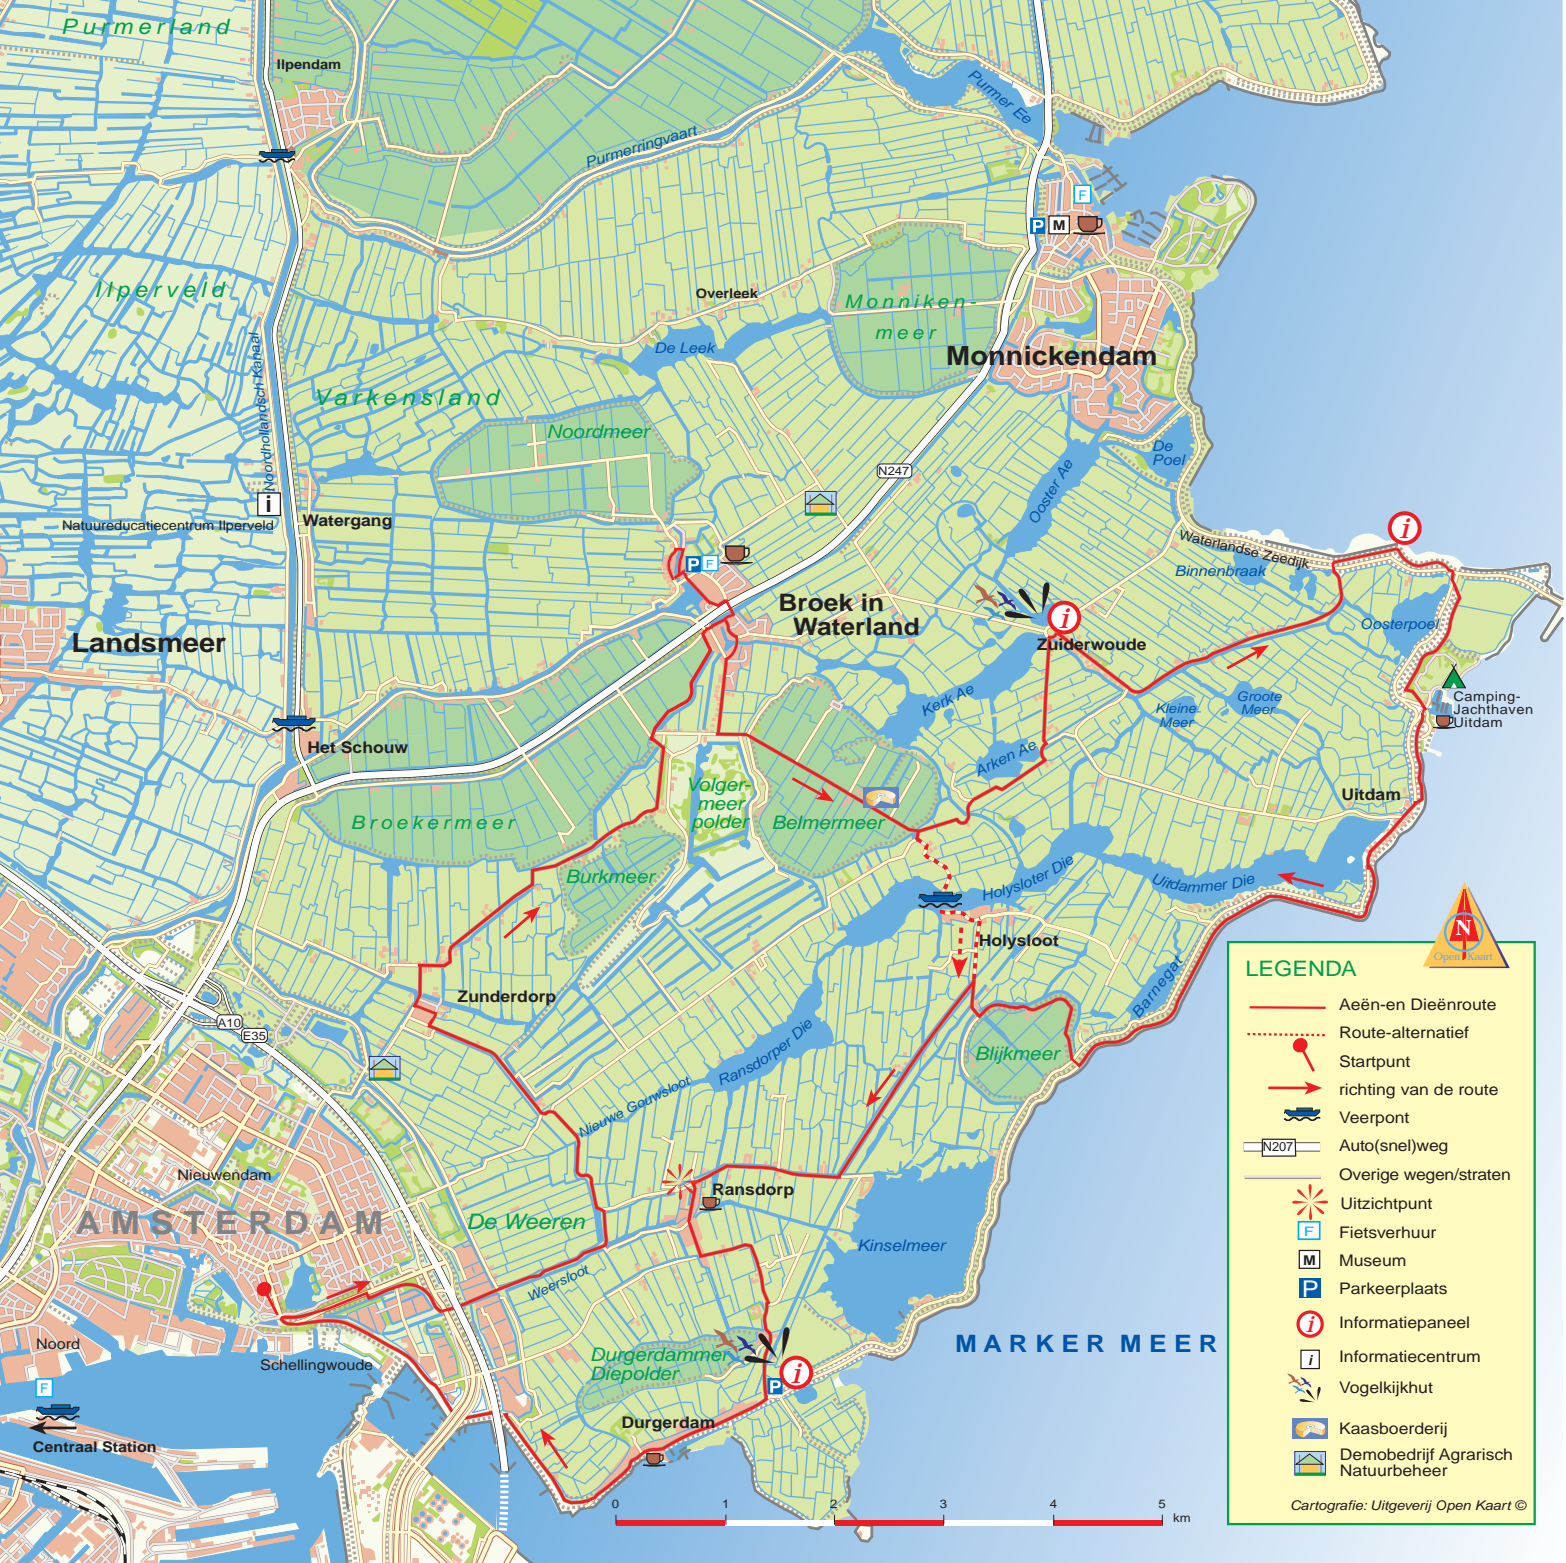 Purmerland
Ilpendam
Purmer Ee
Purmerringvaart
F
P
M
Ilperveld
Overleek
Monniken-
meer
De Leek
Monnickendam
Noordhollandsch Kanaal
Varkensland
Noordmeer
De
Poel
N247
Ooster Ae
i
Natuureducatiecentrum Ilperveld
Watergang
i
Waterlandse Zeedijk
Binnenbraak
P
F
Broek in
Waterland
i
Oosterpoel
Landsmeer
Zuiderwoude
Kerk Ae
Kleine
Meer
Groote
Meer
Camping-
Jachthaven
Uitdam
Het Schouw
Arken Ae
Volger-
meer
polder
Uitdam
Broekermeer
Belmermeer
Burkmeer
Holysloter Die
Uitdammer Die
Holysloot
N
Open Kaart
Zunderdorp
Barnegat
A10
E35
Ransdorper Die
Blijkmeer
Nieuwe Gouwsloot
Nieuwendam
AMSTERDAM
Ransdorp
De Weeren
Kinselmeer
Weersloot
Noord
Schellingwoude
MARKER MEER
Durgerdammer
Diepolder
i
P
F
Durgerdam
Centraal Station
0 1 2 3 4 5
km
LEGENDA
Aeën-en Dieënroute
Route-alternatief
Startpunt
richting van de route
Veerpont
N207 Auto(snel)weg
Overige wegen/straten
Uitzichtpunt
F Fietsverhuur
M Museum
P Parkeerplaats
i Informatiepaneel
i Informatiecentrum
Vogelkijkhut
Kaasboerderij
Demobedrijf Agrarisch
Natuurbeheer
Cartografie: Uitgeverij Open Kaart ©